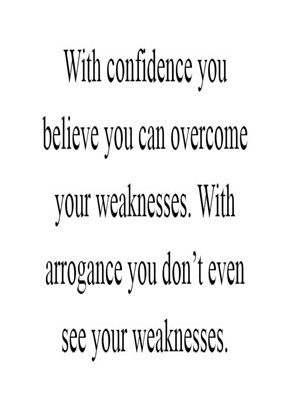 With confidence you
believe you can overcome
your weaknesses. With
arrogance you don’t even
see your weaknesses.